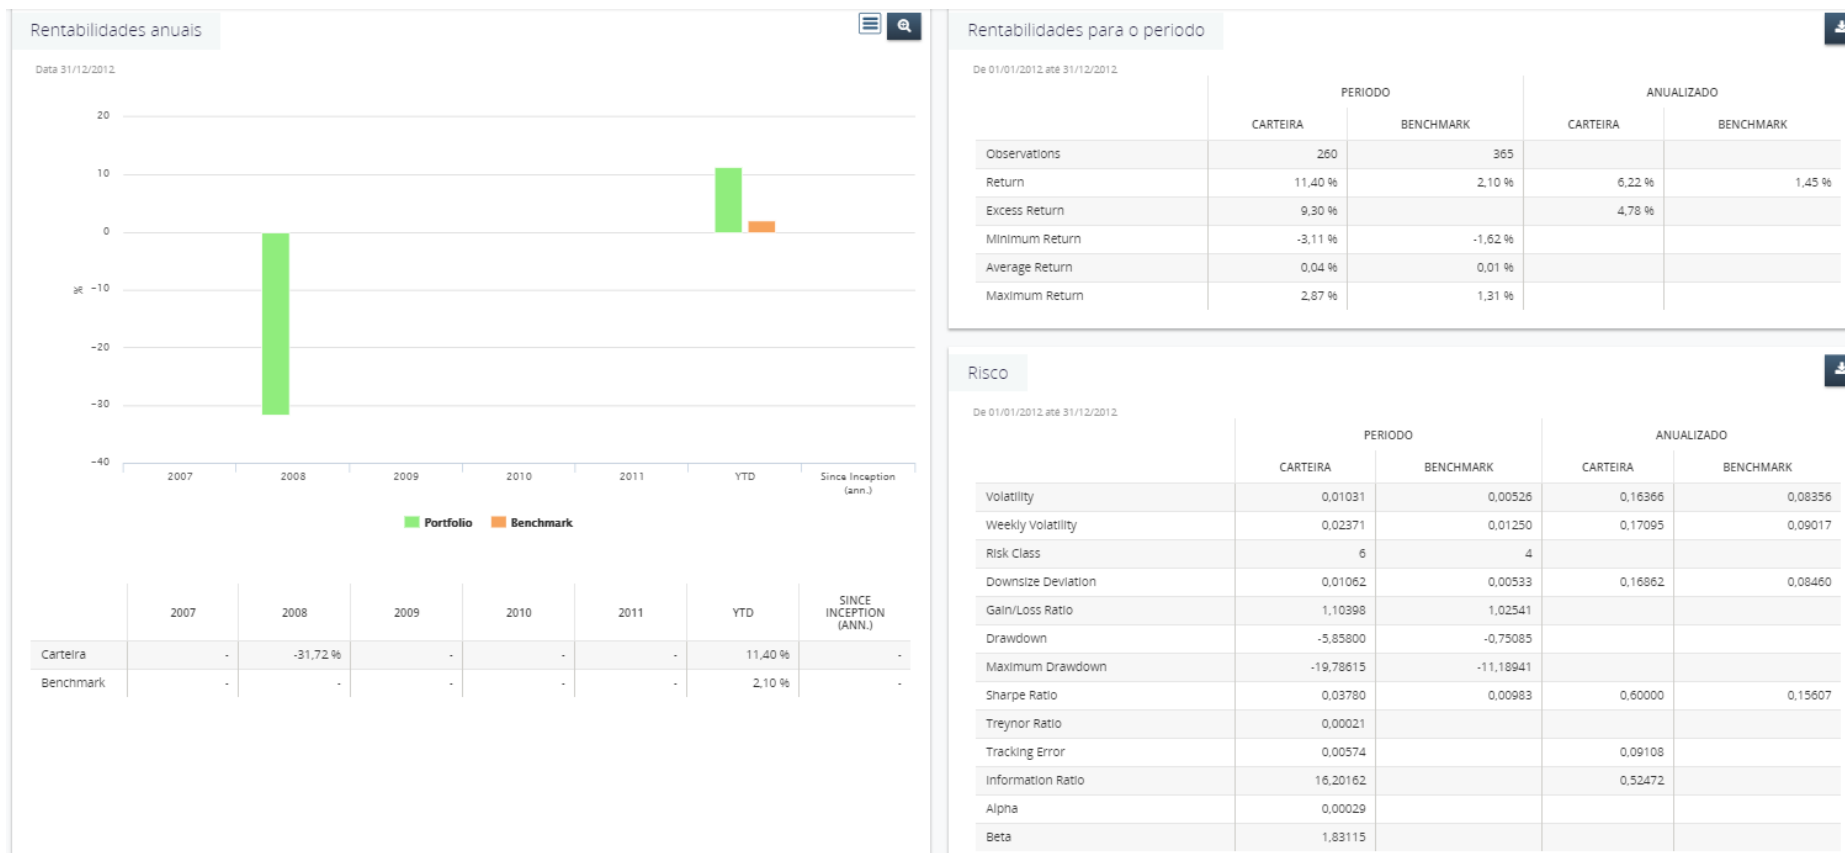 Rentabilidades anuais
Data 31/12/2012
20
10
0
-10
%
-20
-30
-40
2007 2008 2009 2010 2011 YTD Since Inception
(ann.)
Portfolio Benchmark
2007 2008 2009 2010 2011 YTD SINCE INCEPTION (ANN.)
Carteira - -31,72 % - - - 11,40 % -
Benchmark - - - - - 2,10 % -
Rentabilidades para o periodo
De 01/01/2012 até 31/12/2012
PERIODO ANUALIZADO
CARTEIRA BENCHMARK CARTEIRA BENCHMARK
Observations 260 365
Return 11,40 % 2,10 % 6,22 % 1,45 %
Excess Return 9,30 % 4,78 %
Minimum Return -3,11 % -1,62 %
Average Return 0,04 % 0,01 %
Maximum Return 2,87 % 1,31 %
Risco
De 01/01/2012 até 31/12/2012
PERIODO ANUALIZADO
CARTEIRA BENCHMARK CARTEIRA BENCHMARK
Volatility 0,01031 0,00526 0,16366 0,08356
Weekly Volatility 0,02371 0,01250 0,17095 0,09017
Risk Class 6 4
Downsize Deviation 0,01062 0,00533 0,16862 0,08460
Gain/Loss Ratio 1,10398 1,02541
Drawdown -5,85800 -0,75085
Maximum Drawdown -19,78615 -11,18941
Sharpe Ratio 0,03780 0,00983 0,60000 0,15607
Treynor Ratio 0,00021
Tracking Error 0,00574 0,09108
Information Ratio 16,20162 0,52472
Alpha 0,00029
Beta 1,83115